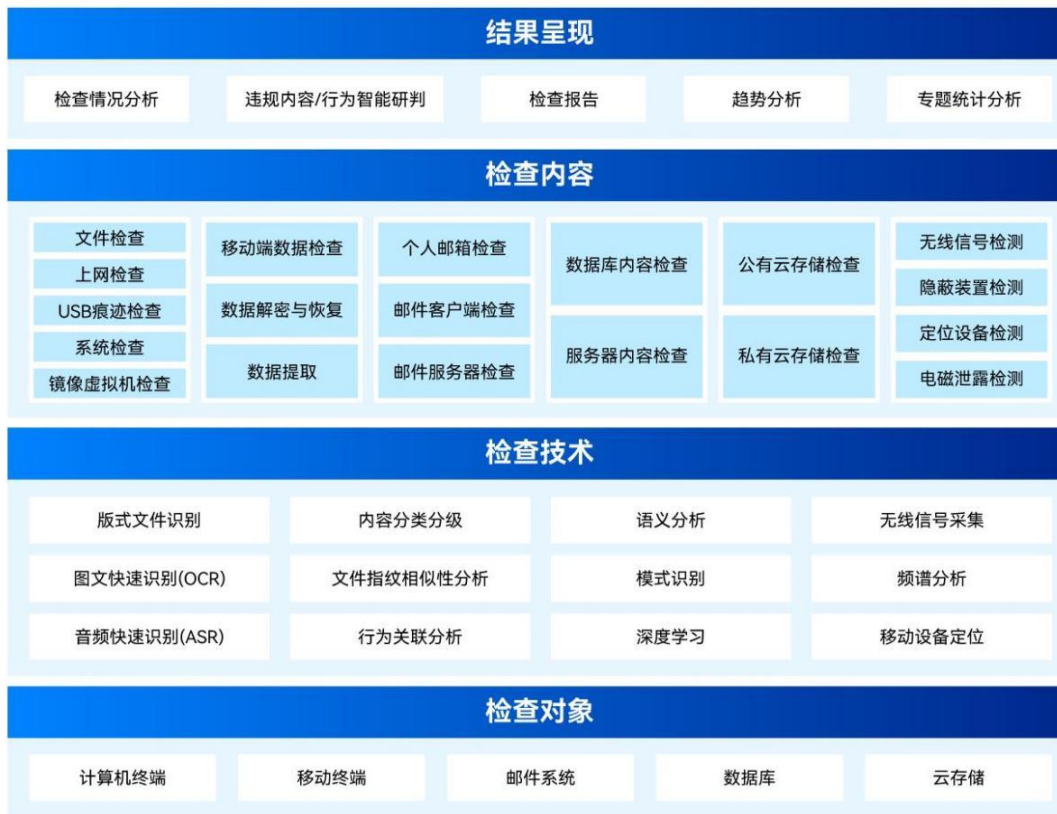 结果呈现
检查情况分析
违规内容/行为智能研判
检查报告
趋势分析
专题统计分析
检查内容
文件检查
上网检查
USB痕迹检查
系统检查
镜像虚拟机检查
移动端数据检查
数据解密与恢复
数据提取
个人邮箱检查
邮件客户端检查
邮件服务器检查
数据库内容检查
服务器内容检查
公有云存储检查
私有云存储检查
无线信号检测
隐蔽装置检测
定位设备检测
电磁泄露检测
检查技术
版式文件识别
内容分类分级
语义分析
无线信号采集
图文快速识别(OCR)
文件指纹相似性分析
模式识别
频谱分析
音频快速识别(ASR)
行为关联分析
深度学习
移动设备定位
检查对象
计算机终端
移动终端
邮件系统
数据库
云存储